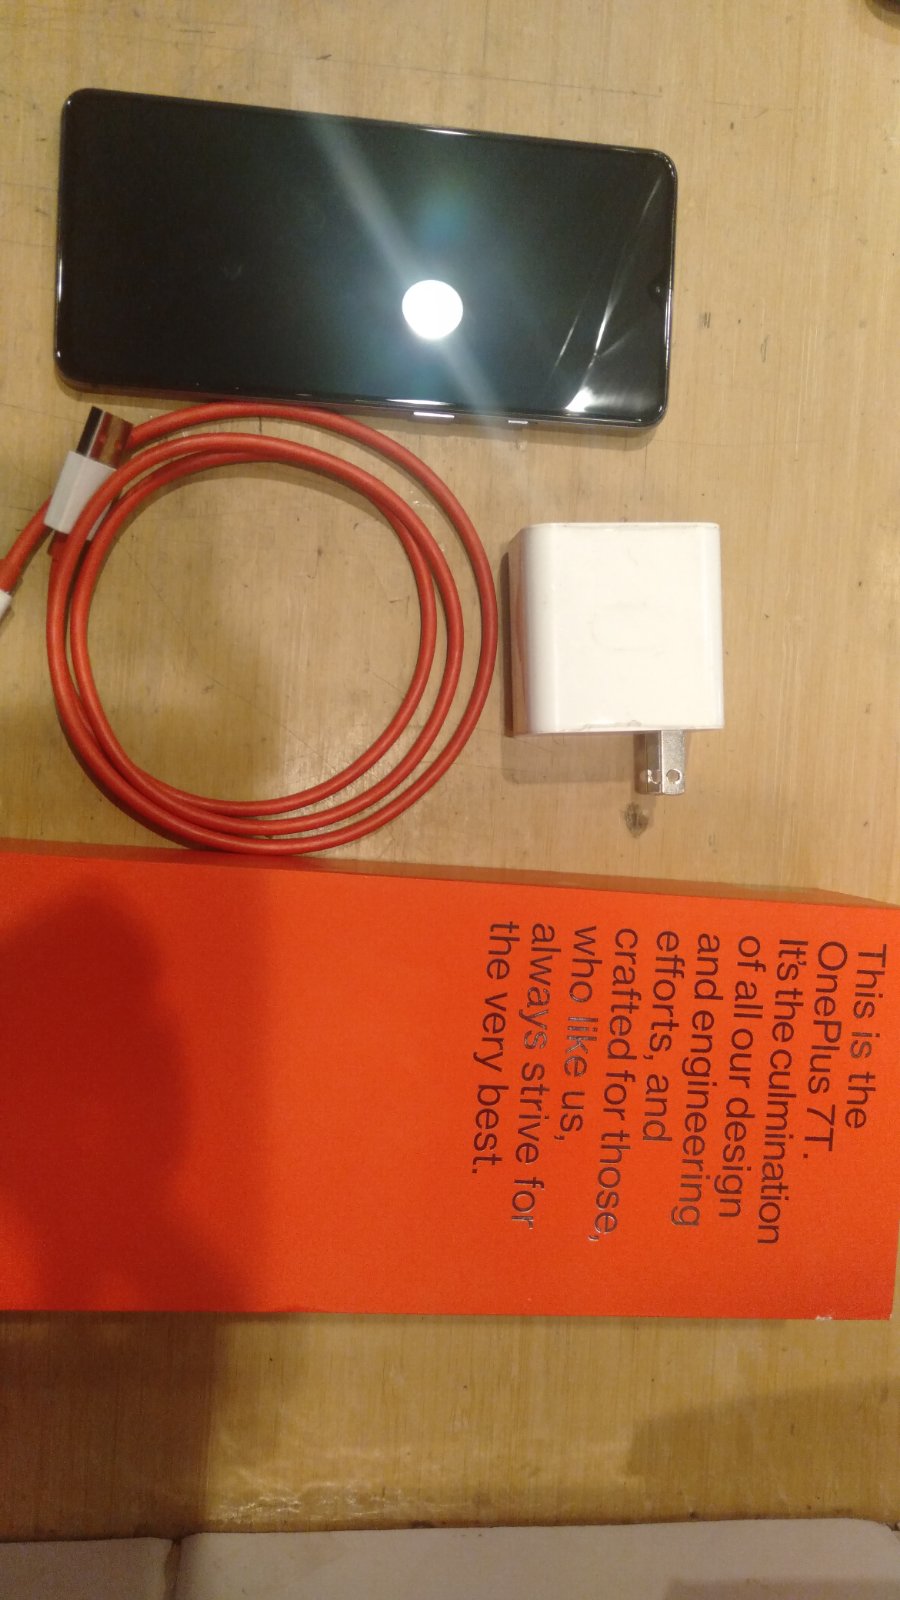 This is the
OnePlus 7T.
It's the culmination
of all our design
and engineering
efforts, and
crafted for those,
who like us,
always strive for
the very best.